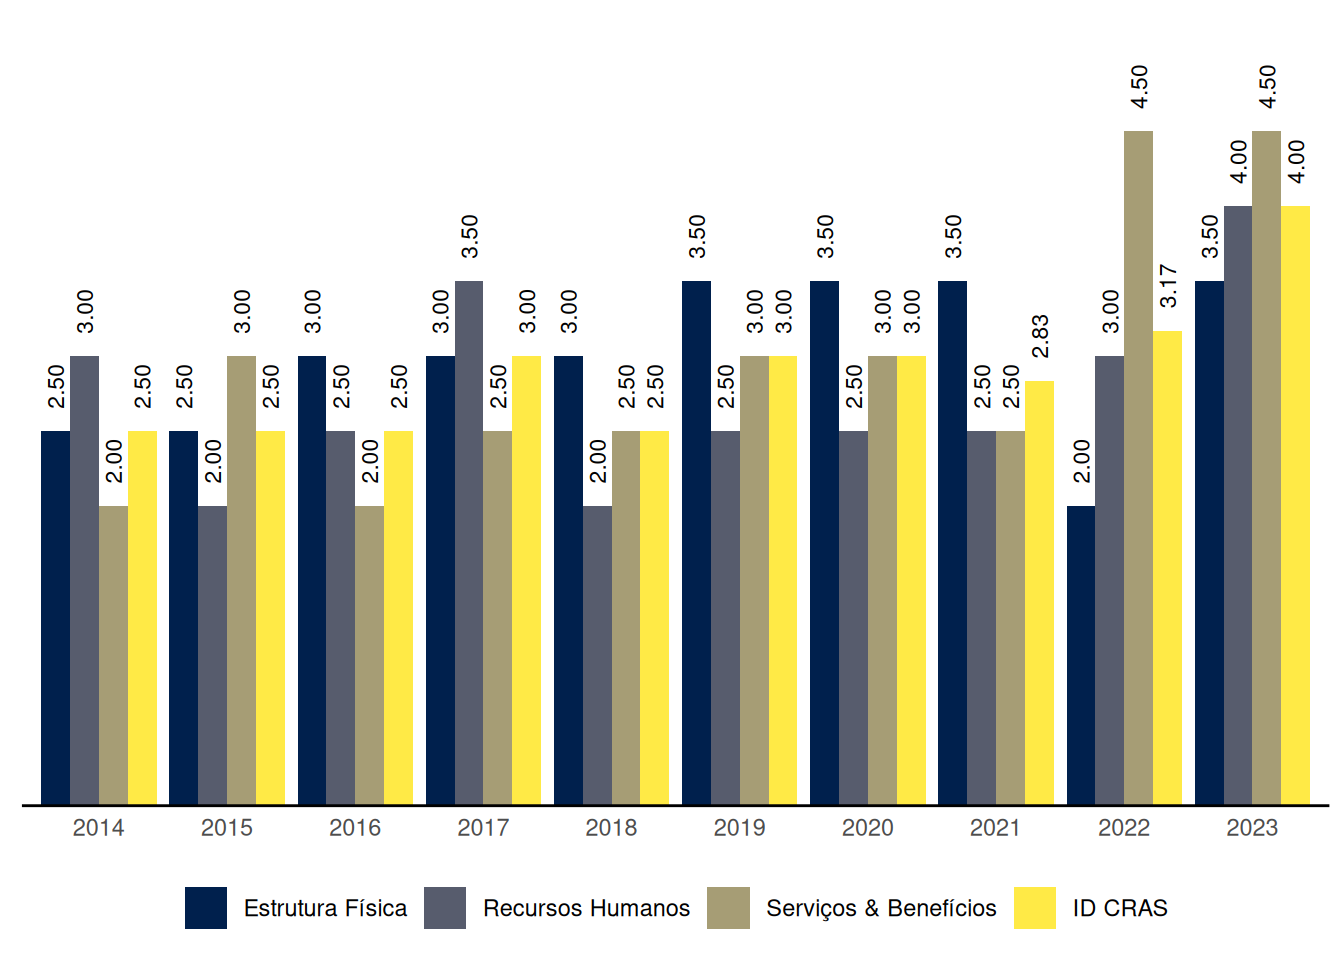 4.50 4.50
4.00 4.00
3.50 3.50 3.50 3.50 3.50
3.17
3.00 3.00 3.00 3.00 3.00 3.00 3.00 3.00 3.00 3.00 3.00
2.83
2.50 2.50 2.50 2.50 2.50 2.50 2.50 2.50 2.50 2.50 2.50 2.50 2.50 2.50
2.00 2.00 2.00 2.00 2.00
2014 2015 2016 2017 2018 2019 2020 2021 2022 2023
Estrutura Física Recursos Humanos Serviços & Benefícios ID CRAS